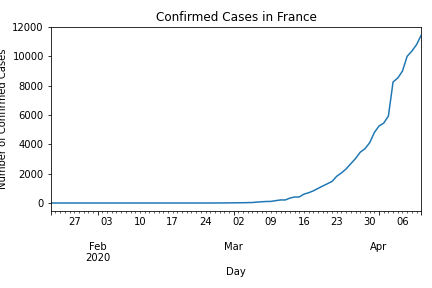 Confirmed Cases in France
Number of Confirmed Cases
12000
10000
8000
6000
4000
2000
0
27 03 10 17 24 02 09 16 23 30 06
Feb Mar Apr
2020
Day